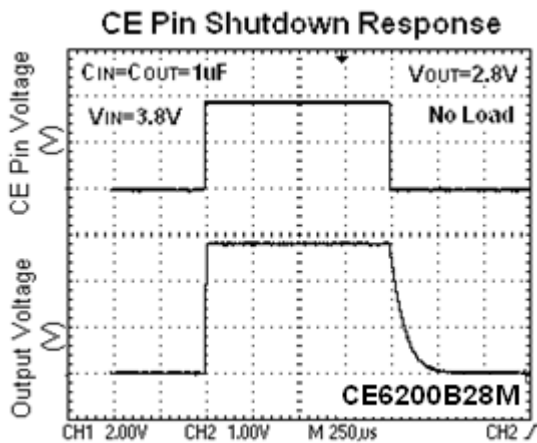 CE Pin Shutdown Response
CE Pin Voltage
(V)
CIN=COUT=1uF
VOUT=2.8V
VIN=3.8V
No Load
Output Voltage
(V)
CE6200B28M
CH1 2.00V CH2 1.00V M 250µs CH2